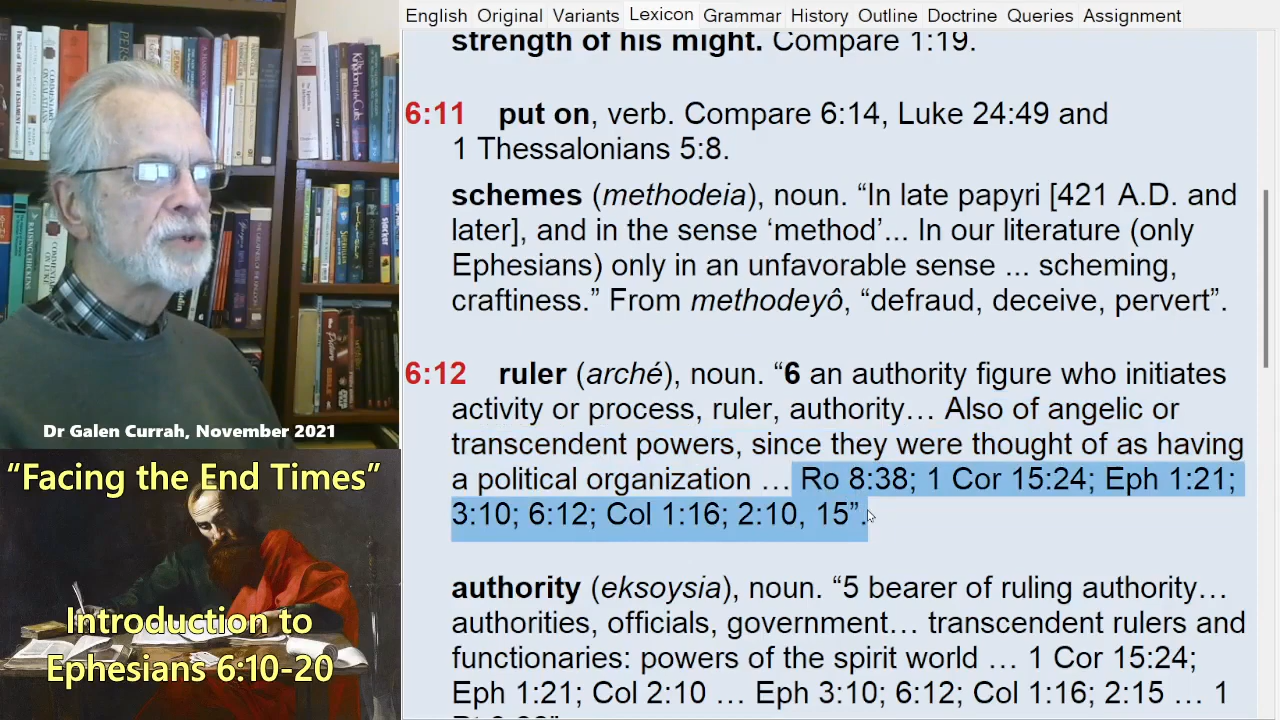 English Original Variants Lexicon Grammar History Outline Doctrine Queries Assignment
strength of his might. Compare 1:19.
6:11 put on, verb. Compare 6:14, Luke 24:49 and
1 Thessalonians 5:8.
schemes (methodeia), noun. “In late papyri [421 A.D. and
later], and in the sense ‘method’... In our literature (only
Ephesians) only in an unfavorable sense ... scheming,
craftiness.” From methodeyô, “defraud, deceive, pervert”.
6:12 ruler (arché), noun. “6 an authority figure who initiates
activity or process, ruler, authority… Also of angelic or
transcendent powers, since they were thought of as having
a political organization … Ro 8:38; 1 Cor 15:24; Eph 1:21;
3:10; 6:12; Col 1:16; 2:10, 15”.
authority (eksoysia), noun. “5 bearer of ruling authority…
authorities, officials, government… transcendent rulers and
functionaries: powers of the spirit world … 1 Cor 15:24;
Eph 1:21; Col 2:10 … Eph 3:10; 6:12; Col 1:16; 2:15 … 1
Dr Galen Currah, November 2021
“Facing the End Times”
Introduction to
Ephesians 6:10-20